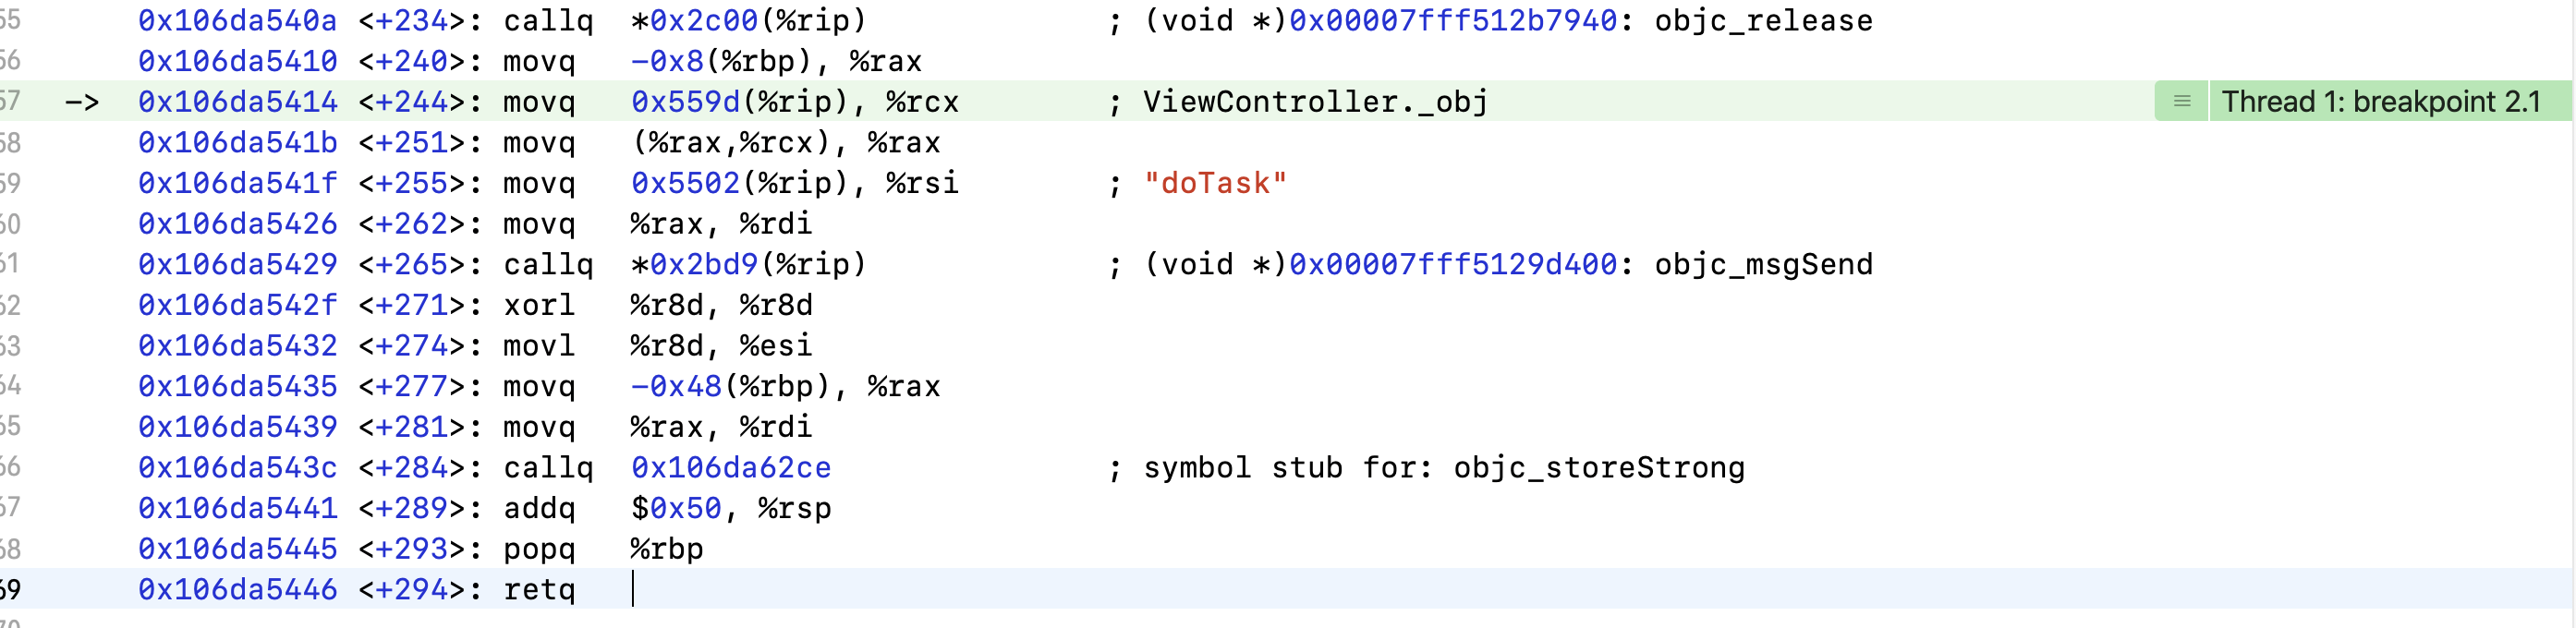 55 0x106da540a <+234>: callq *0x2c00(%rip) ; (void *)0x00007fff512b7940: objc_release
56 0x106da5410 <+240>: movq -0x8(%rbp), %rax
57 -> 0x106da5414 <+244>: movq 0x559d(%rip), %rcx ; ViewController._obj Thread 1: breakpoint 2.1
58 0x106da541b <+251>: movq (%rax,%rcx), %rax
59 0x106da541f <+255>: movq 0x5502(%rip), %rsi ; "doTask"
60 0x106da5426 <+262>: movq %rax, %rdi
61 0x106da5429 <+265>: callq *0x2bd9(%rip) ; (void *)0x00007fff5129d400: objc_msgSend
62 0x106da542f <+271>: xorl %r8d, %r8d
63 0x106da5432 <+274>: movl %r8d, %esi
64 0x106da5435 <+277>: movq -0x48(%rbp), %rax
65 0x106da5439 <+281>: movq %rax, %rdi
66 0x106da543c <+284>: callq 0x106da62ce ; symbol stub for: objc_storeStrong
67 0x106da5441 <+289>: addq $0x50, %rsp
68 0x106da5445 <+293>: popq %rbp
69 0x106da5446 <+294>: retq
70